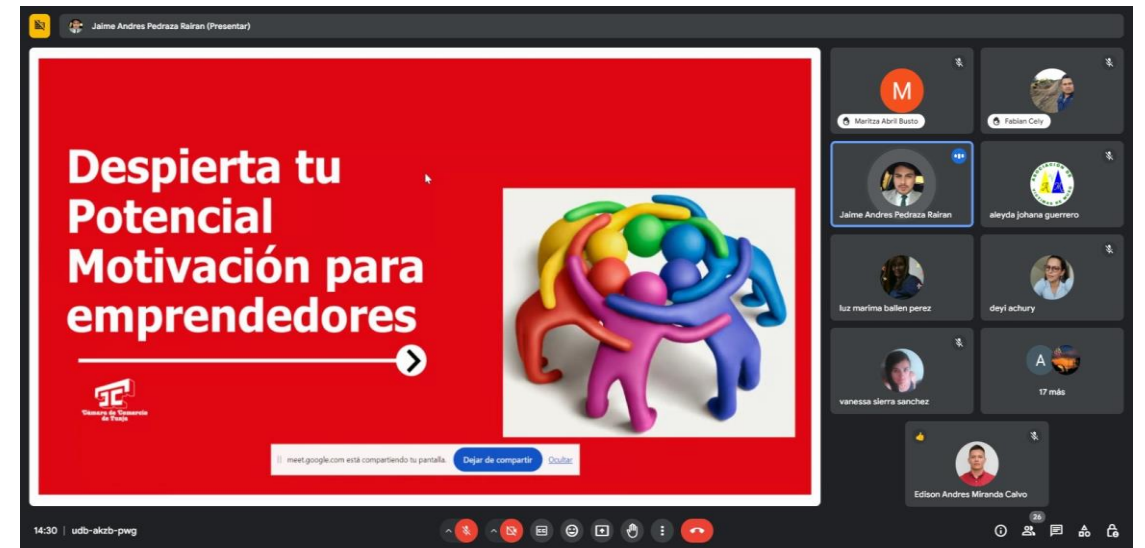 Jaime Andres Pedraza Rairan (Presentar)
Despierta tu
Potencial
Motivación para
emprendedores
Cámara de Comercio
de Tunja
meet.google.com está compartiendo tu pantalla. Dejar de compartir Ocultar
M
Maritza Abril Busto
Fabian Cely
Jaime Andres Pedraza Rairan
aleyda johana guerrero
luz marima ballen perez
deyi achury
vanessa sierra sanchez
A
17 más
Edison Andres Miranda Calvo
14:30 | udb-akzb-pwg
26